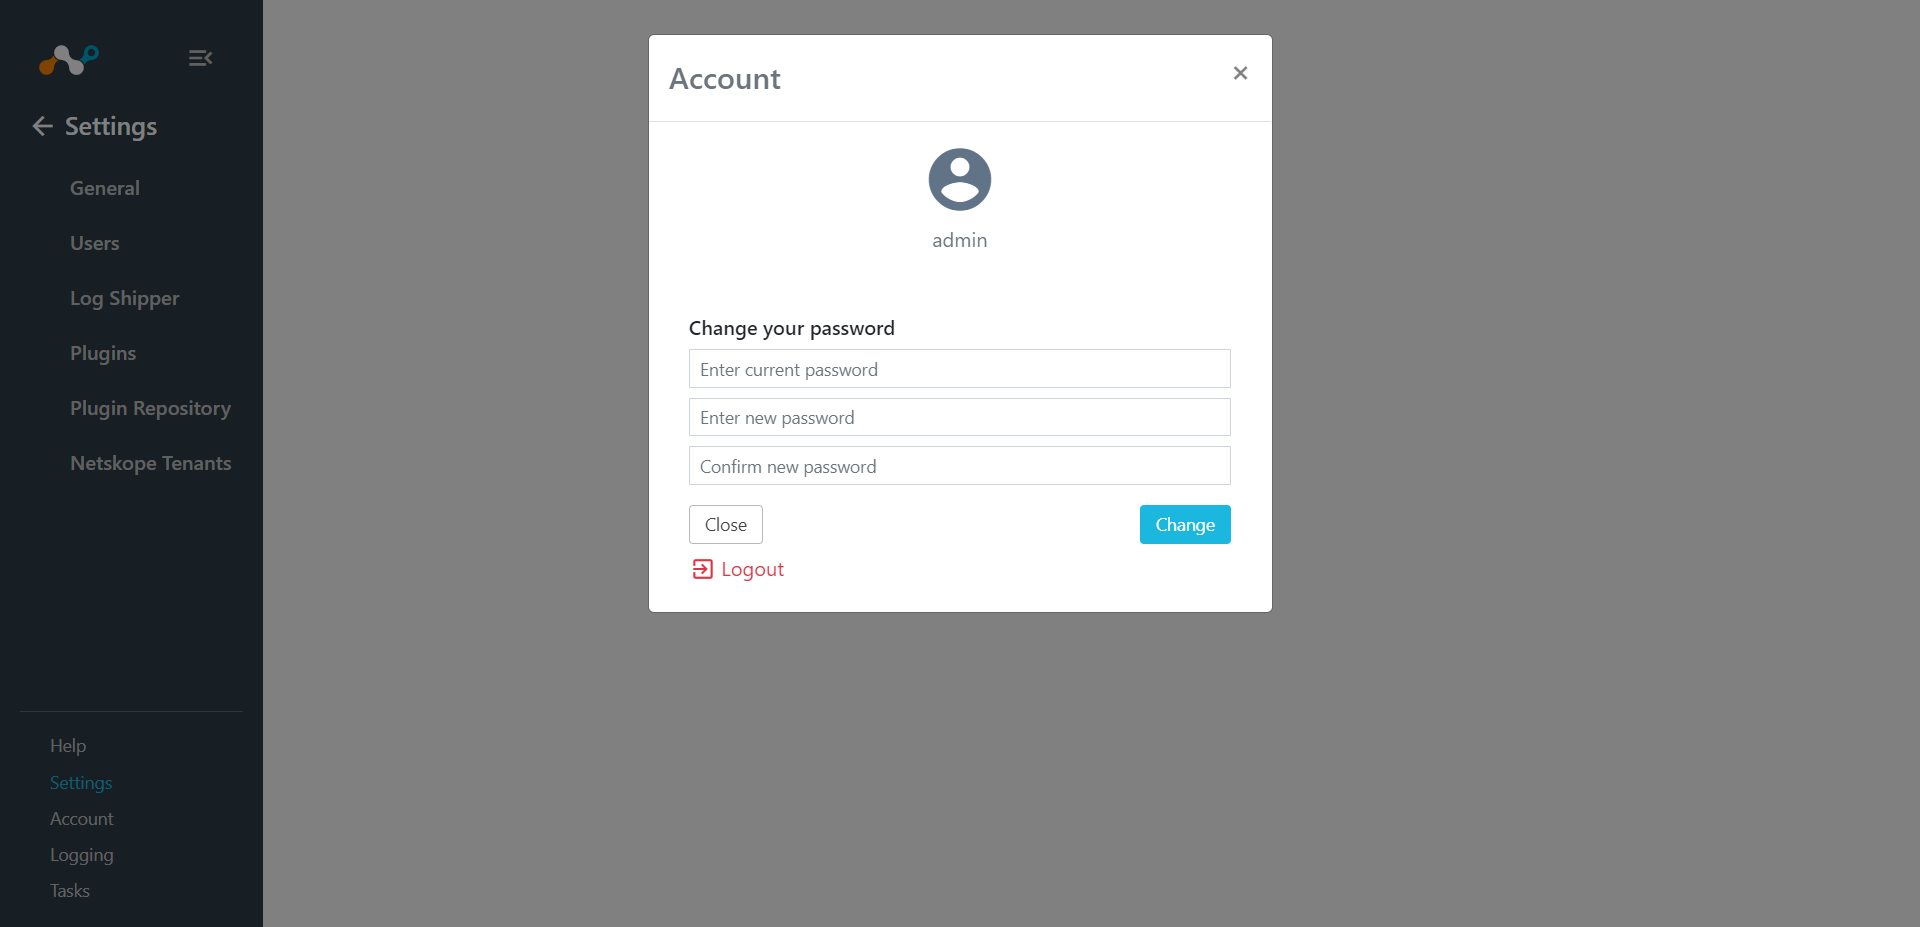 Settings
General
Users
Log Shipper
Plugins
Plugin Repository
Netskope Tenants
Help
Settings
Account
Logging
Tasks
Account
×
admin
Change your password
Enter current password
Enter new password
Confirm new password
Close
Change
Logout